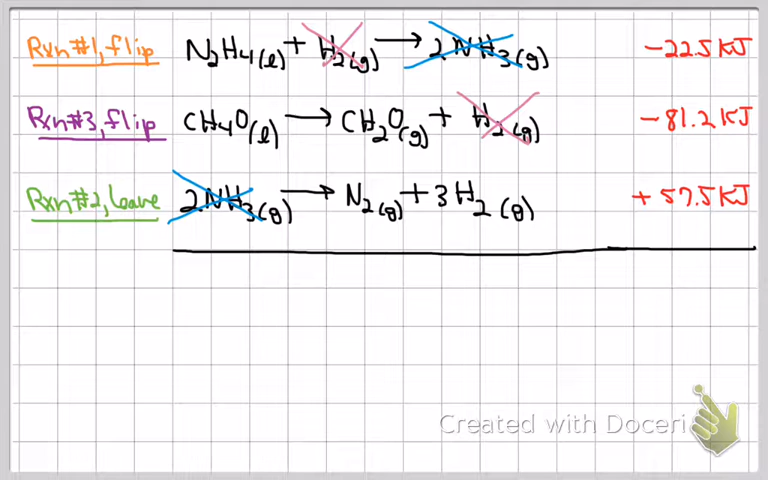 Rxn #1, flip N₂H₄(l) + H₂(g) → 2NH₃(g) -22.5 KJ
Rxn #3, flip CH₄O(l) → CH₂O(g) + H₂(g) -81.2 KJ
Rxn #2, leave 2NH₃(g) → N₂(g) + 3H₂(g) +57.5 KJ
Created with Doceri